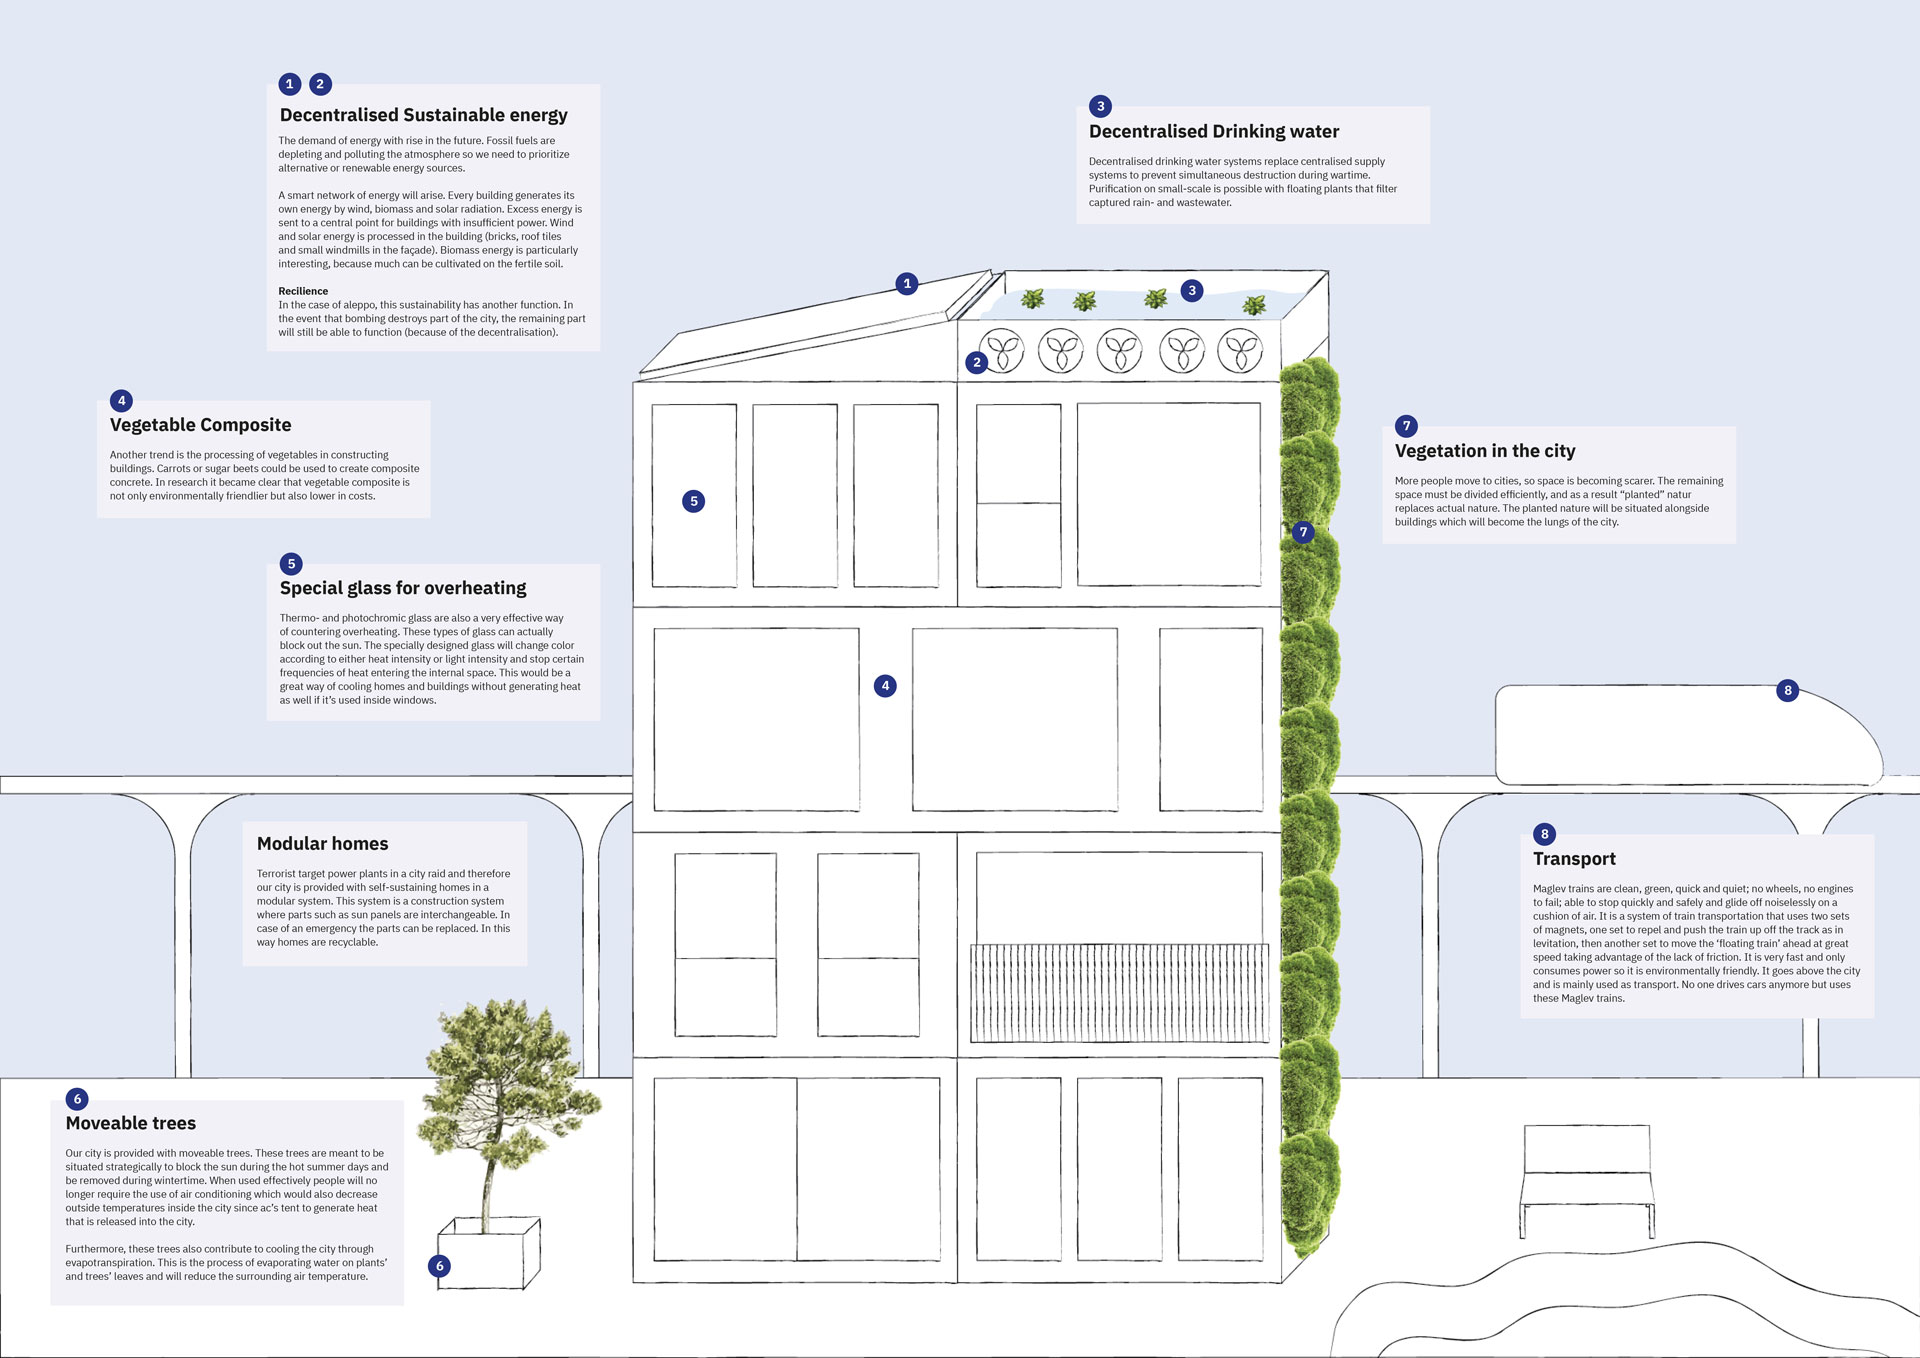 1 2
Decentralised Sustainable energy
The demand of energy with rise in the future. Fossil fuels are
depleting and polluting the atmosphere so we need to prioritize
alternative or renewable energy sources.
A smart network of energy will arise. Every building generates its
own energy by wind, biomass and solar radiation. Excess energy is
sent to a central point for buildings with insufficient power. Wind
and solar energy is processed in the building (bricks, roof tiles
and small windmills in the façade). Biomass energy is particularly
interesting, because much can be cultivated on the fertile soil.
Recilience
In the case of aleppo, this sustainability has another function. In
the event that bombing destroys part of the city, the remaining part
will still be able to function (because of the decentralisation).
3
Decentralised Drinking water
Decentralised drinking water systems replace centralised supply
systems to prevent simultaneous destruction during wartime.
Purification on small-scale is possible with floating plants that filter
captured rain- and wastewater.
1
3
2
4
Vegetable Composite
Another trend is the processing of vegetables in constructing
buildings. Carrots or sugar beets could be used to create composite
concrete. In research it became clear that vegetable composite is
not only environmentally friendlier but also lower in costs.
7
Vegetation in the city
More people move to cities, so space is becoming scarer. The remaining
space must be divided efficiently, and as a result “planted” natur
replaces actual nature. The planted nature will be situated alongside
buildings which will become the lungs of the city.
5
7
5
Special glass for overheating
Thermo- and photochromic glass are also a very effective way
of countering overheating. These types of glass can actually
block out the sun. The specially designed glass will change color
according to either heat intensity or light intensity and stop certain
frequencies of heat entering the internal space. This would be a
great way of cooling homes and buildings without generating heat
as well if it’s used inside windows.
4
8
Modular homes
Terrorist target power plants in a city raid and therefore
our city is provided with self-sustaining homes in a
modular system. This system is a construction system
where parts such as sun panels are interchangeable. In
case of an emergency the parts can be replaced. In this
way homes are recyclable.
8
Transport
Maglev trains are clean, green, quick and quiet; no wheels, no engines
to fail; able to stop quickly and safely and glide off noiselessly on a
cushion of air. It is a system of train transportation that uses two sets
of magnets, one set to repel and push the train up off the track as in
levitation, then another set to move the ‘floating train’ ahead at great
speed taking advantage of the lack of friction. It is very fast and only
consumes power so it is environmentally friendly. It goes above the city
and is mainly used as transport. No one drives cars anymore but uses
these Maglev trains.
6
Moveable trees
Our city is provided with moveable trees. These trees are meant to be
situated strategically to block the sun during the hot summer days and
be removed during wintertime. When used effectively people will no
longer require the use of air conditioning which would also decrease
outside temperatures inside the city since ac’s tent to generate heat
that is released into the city.
Furthermore, these trees also contribute to cooling the city through
evapotranspiration. This is the process of evaporating water on plants’
and trees’ leaves and will reduce the surrounding air temperature.
6